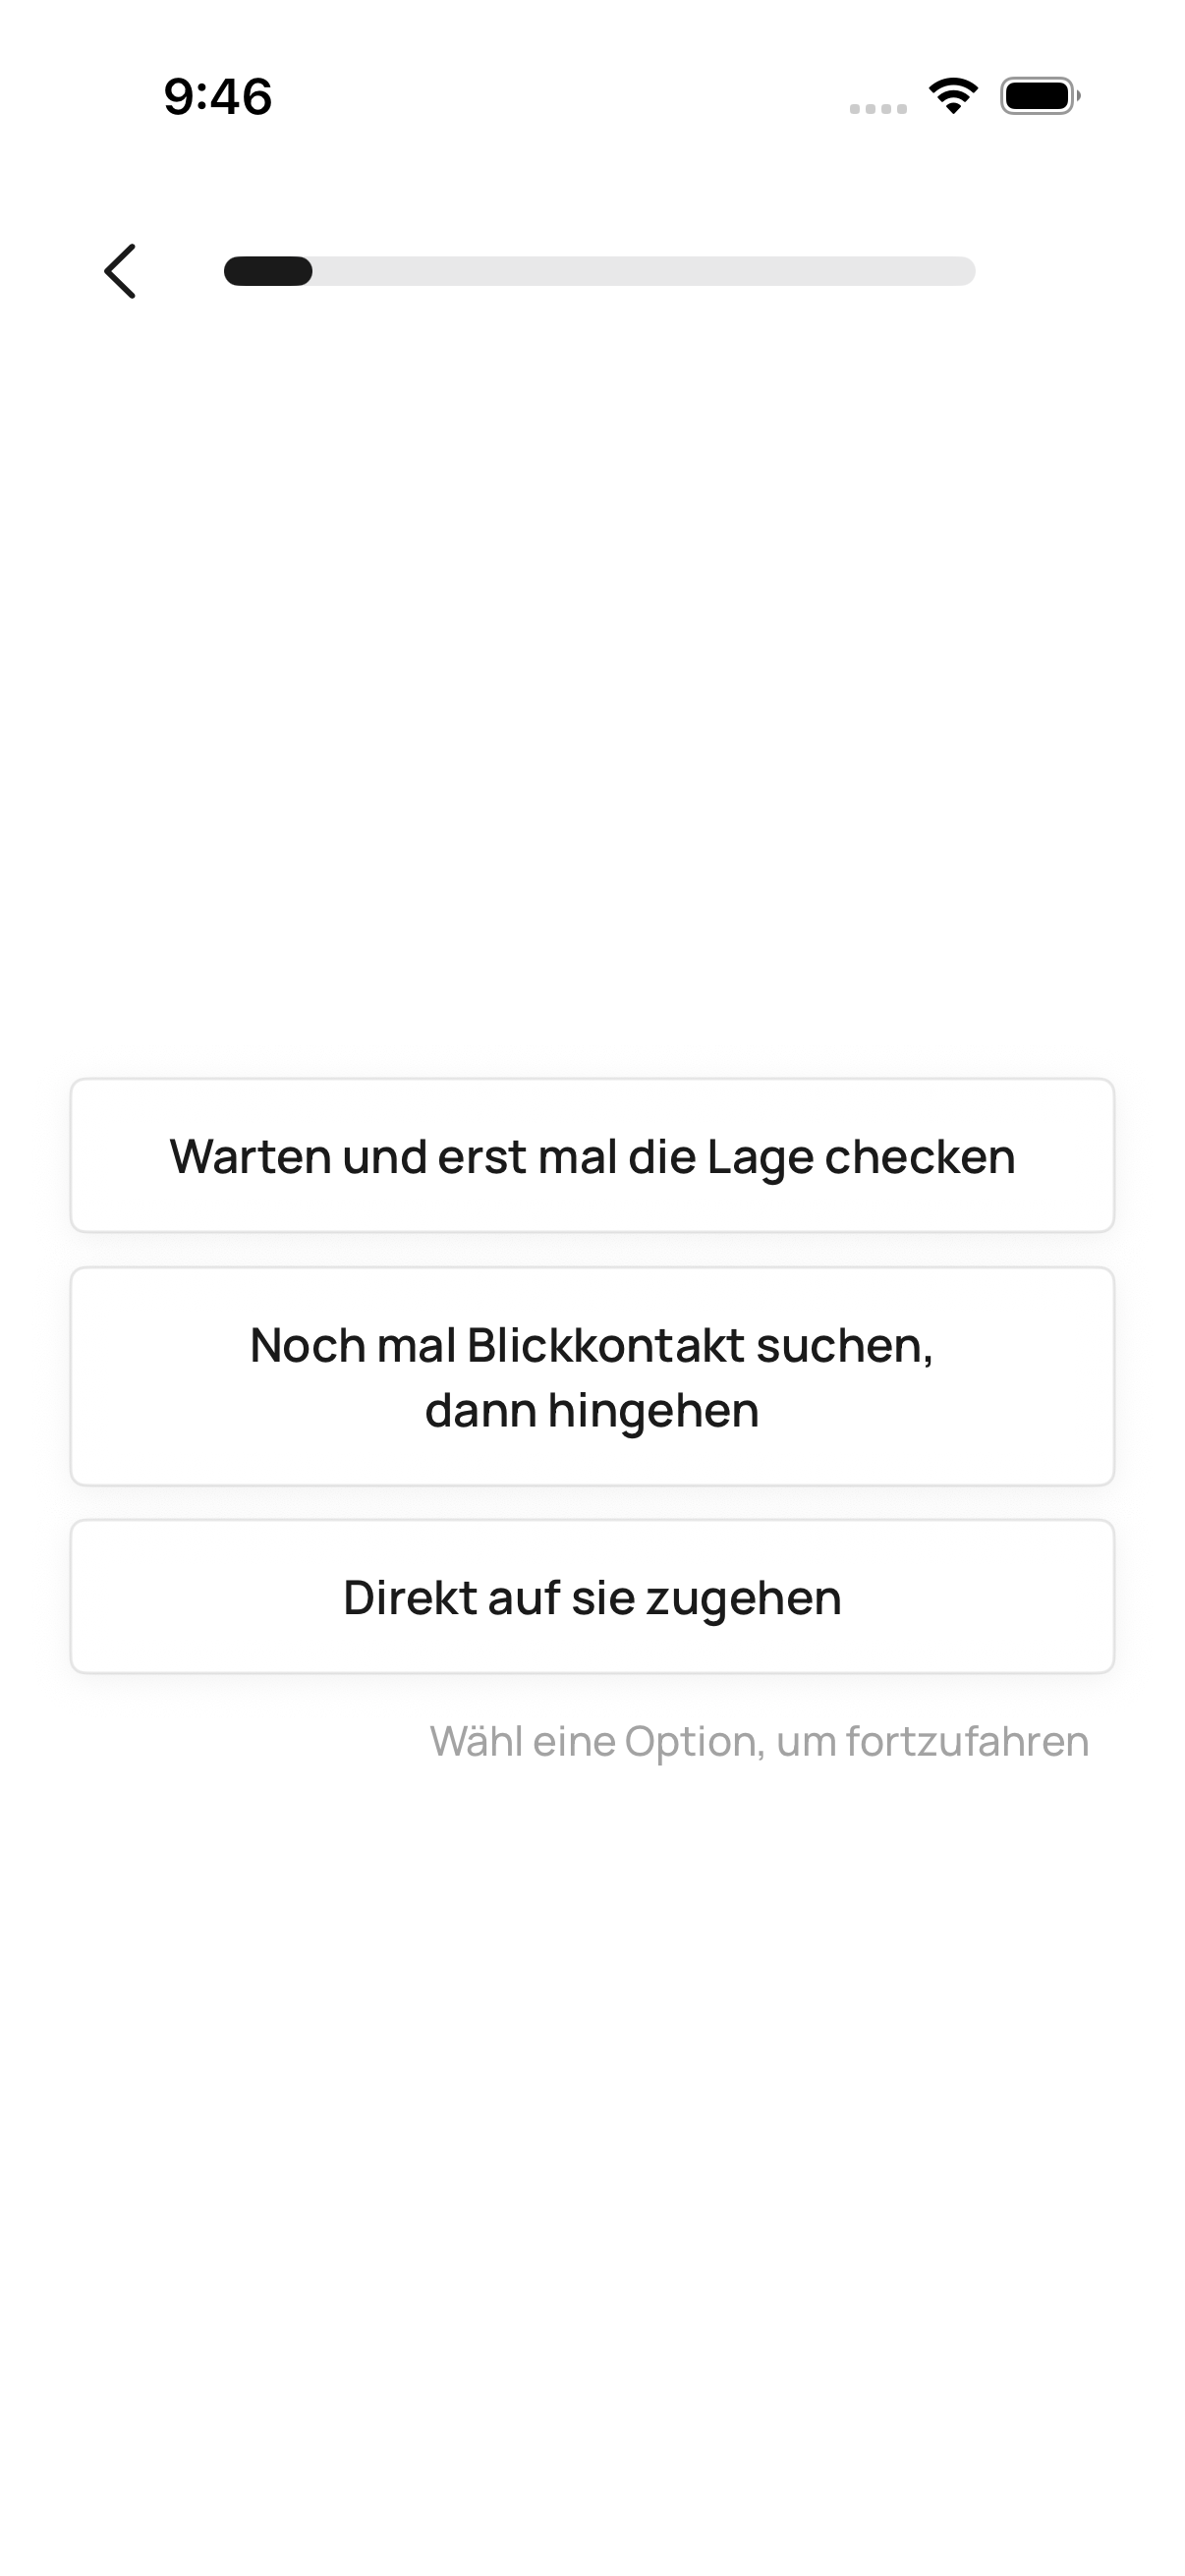 9:46
Warten und erst mal die Lage checken
Noch mal Blickkontakt suchen,
dann hingehen
Direkt auf sie zugehen
Wähl eine Option, um fortzufahren